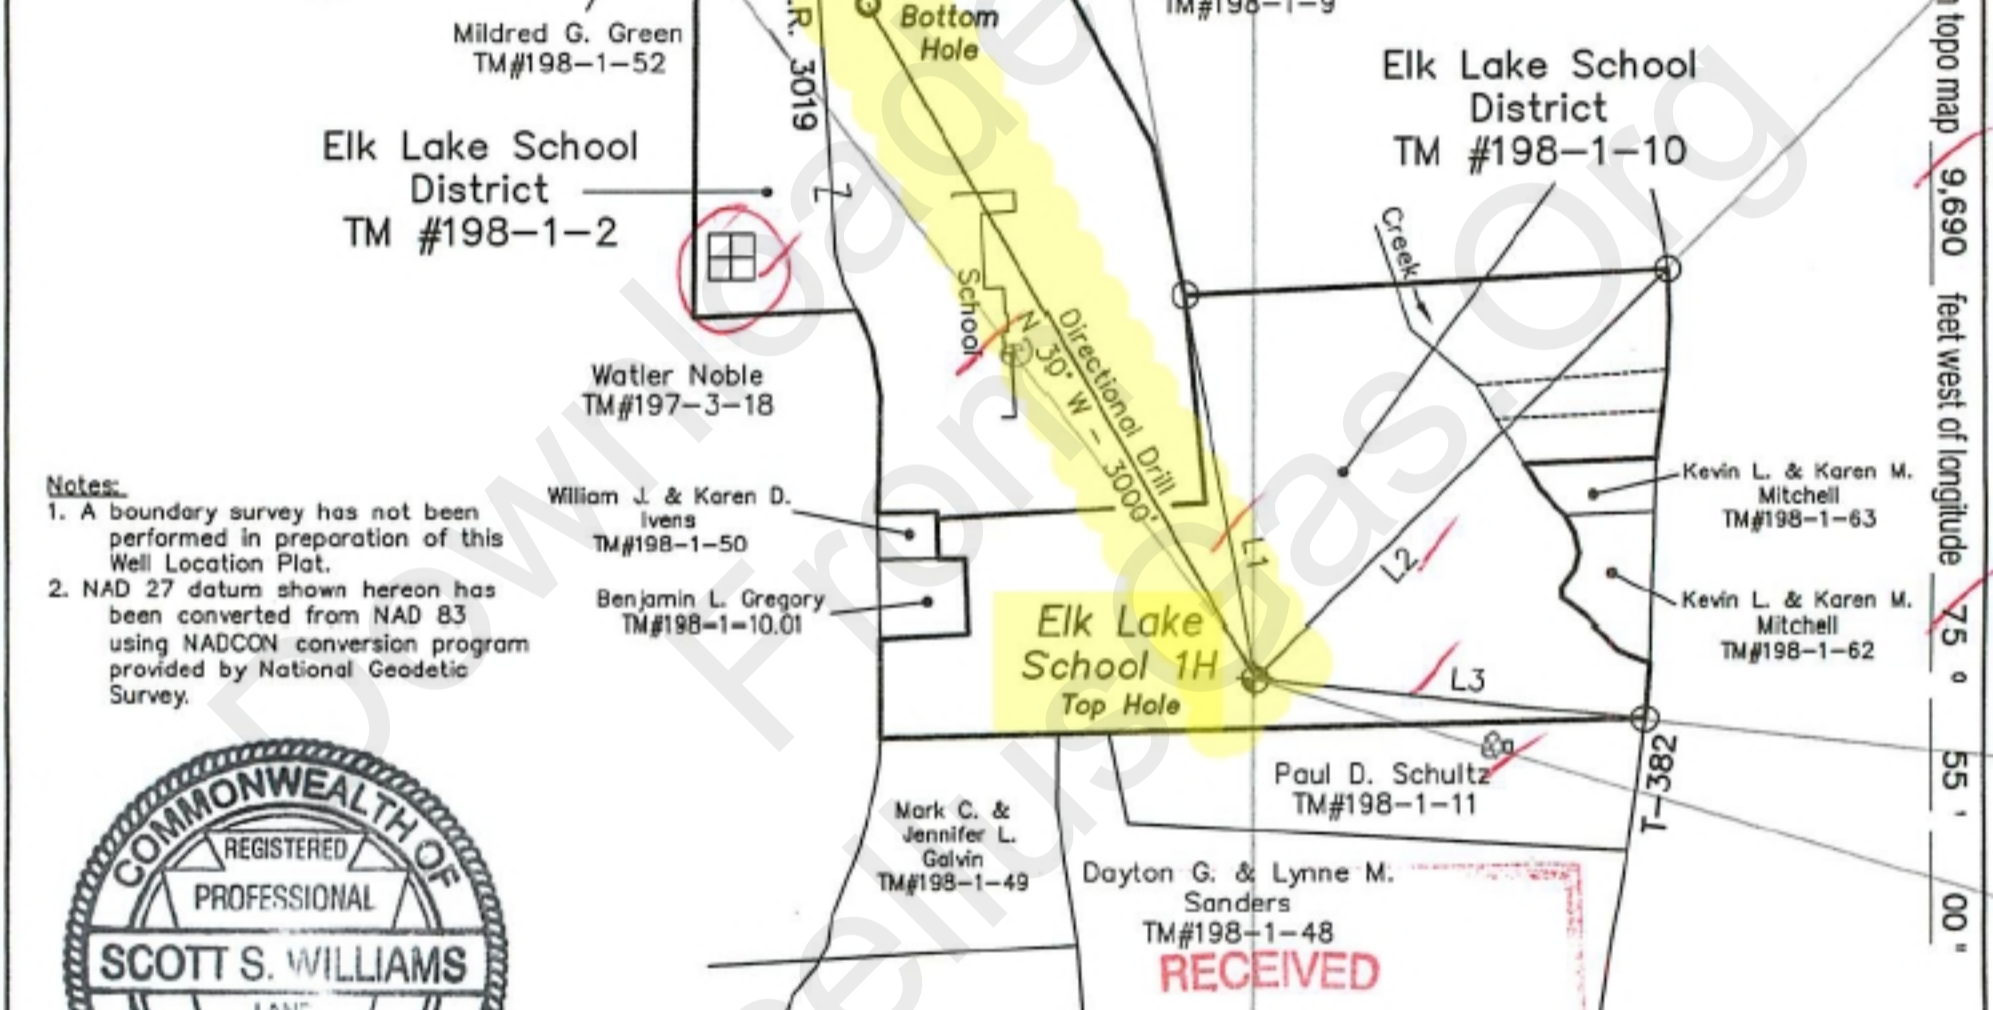 Mildred G. Green
TM#198-1-52
Bottom
Hole
TM#198-1-9
.R. 3019
Elk Lake School
District
TM #198-1-2
Elk Lake School
District
TM #198-1-10
Creek
School
Directional Drill
N 30° W - 3000'
Watler Noble
TM#197-3-18
Notes:
1. A boundary survey has not been
performed in preparation of this
Well Location Plat.
2. NAD 27 datum shown hereon has
been converted from NAD 83
using NADCON conversion program
provided by National Geodetic
Survey.
William J. & Karen D.
Ivens
TM#198-1-50
Benjamin L. Gregory
TM#198-1-10.01
Elk Lake
School 1H
Top Hole
L1
L2
L3
Kevin L. & Karen M.
Mitchell
TM#198-1-63
Kevin L. & Karen M.
Mitchell
TM#198-1-62
Paul D. Schultz
TM#198-1-11
T-382
Mark C. &
Jennifer L.
Galvin
TM#198-1-49
Dayton G. & Lynne M.
Sanders
TM#198-1-48
RECEIVED
topo map 9,690 feet west of longitude 75 ° 55 ' 00 "
COMMONWEALTH OF
REGISTERED
PROFESSIONAL
SCOTT S. WILLIAMS
LAND
Downloade
From
elllusGas.Org